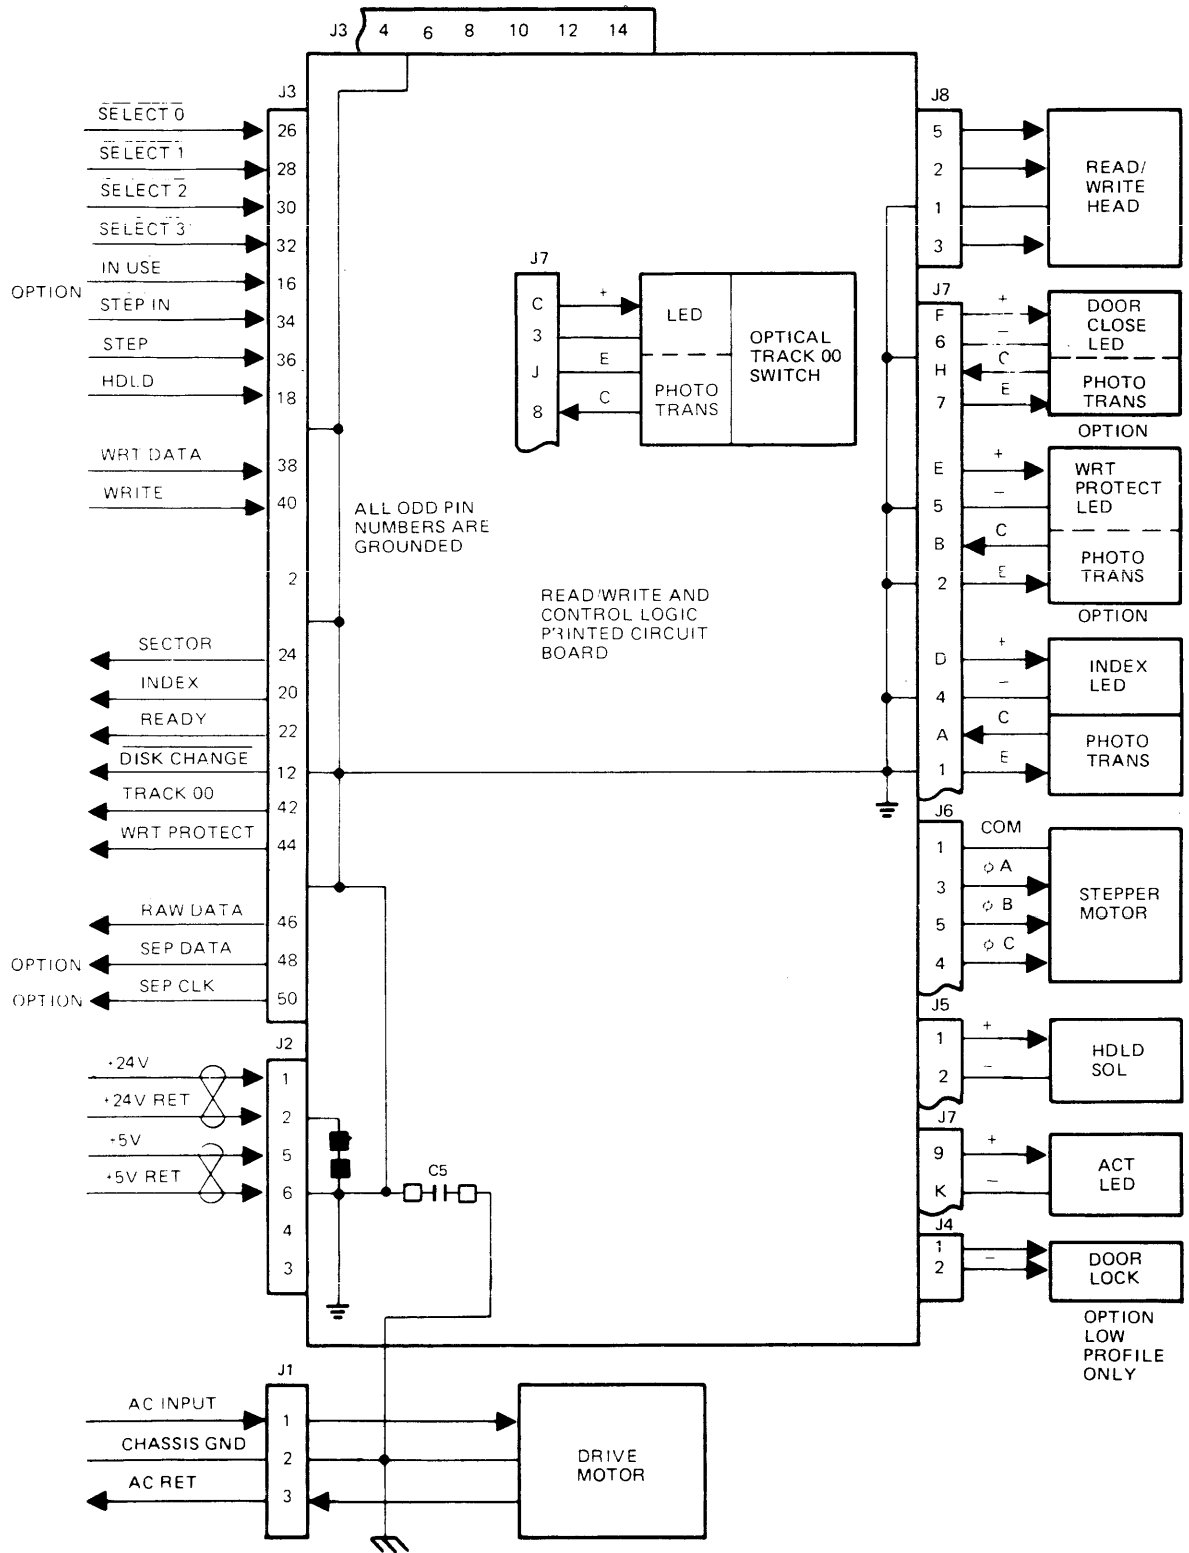 J3 4 6 8 10 12 14
J3
SELECT 0 26
SELECT 1 28
SELECT 2 30
SELECT 3 32
IN USE 16
OPTION
STEP IN 34
STEP 36
HDLD 18
WRT DATA 38
WRITE 40
2
SECTOR 24
INDEX 20
READY 22
DISK CHANGE 12
TRACK 00 42
WRT PROTECT 44
RAW DATA 46
OPTION SEP DATA 48
OPTION SEP CLK 50
J2
+24V 1
+24V RET 2
+5V 5
+5V RET 6
4
3
J1
AC INPUT 1
CHASSIS GND 2
AC RET 3
J7
C +
3
J E
8 C
LED
PHOTO
TRANS
OPTICAL
TRACK 00
SWITCH
ALL ODD PIN
NUMBERS ARE
GROUNDED
READ/WRITE AND
CONTROL LOGIC
PRINTED CIRCUIT
BOARD
C5
DRIVE
MOTOR
J8
5
2
1
3
READ/
WRITE
HEAD
J7
F +
6 −
H C
7 E
DOOR
CLOSE
LED
PHOTO
TRANS
OPTION
E +
5 −
B C
2 E
WRT
PROTECT
LED
PHOTO
TRANS
OPTION
D +
4 −
A C
1 E
INDEX
LED
PHOTO
TRANS
J6
1 COM
3 φA
5 φB
4 φC
STEPPER
MOTOR
J5
1 +
2 −
HDLD
SOL
J7
9 +
K −
ACT
LED
J4
1
2 −
DOOR
LOCK
OPTION
LOW
PROFILE
ONLY